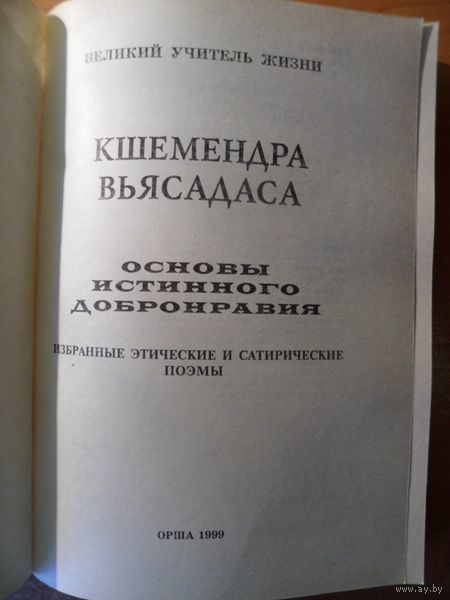 ВЕЛИКИЙ УЧИТЕЛЬ ЖИЗНИ
КШЕМЕНДРА
ВЬЯСАДАСА
ОСНОВЫ
ИСТИННОГО
ДОБРОНРАВИЯ
ИЗБРАННЫЕ ЭТИЧЕСКИЕ И САТИРИЧЕСКИЕ
ПОЭМЫ
ОРША 1999
www.ay.by